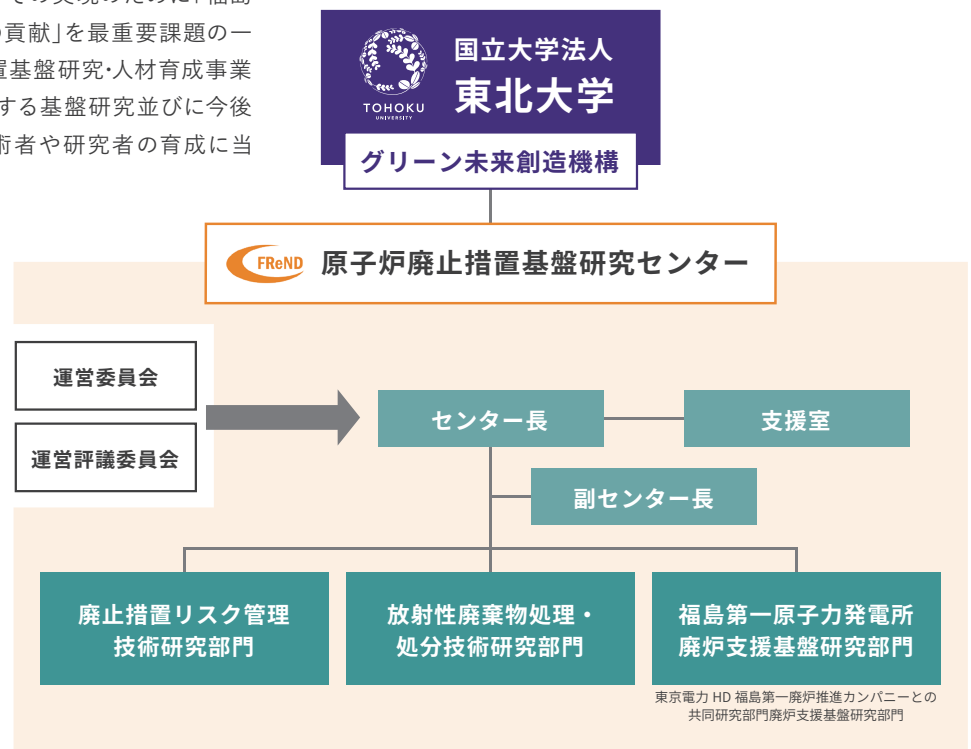 その実現のために、「福島
貢献」を最重要課題の一
置基盤研究・人材育成事業
する基盤研究並びに今後
術者や研究者の育成に当
TOHOKU
UNIVERSITY
国立大学法人
東北大学
グリーン未来創造機構
FReND 原子炉廃止措置基盤研究センター
運営委員会
運営評議委員会
センター長
支援室
副センター長
廃止措置リスク管理
技術研究部門
放射性廃棄物処理・
処分技術研究部門
福島第一原子力発電所
廃炉支援基盤研究部門
東京電力 HD 福島第一廃炉推進カンパニーとの
共同研究部門廃炉支援基盤研究部門